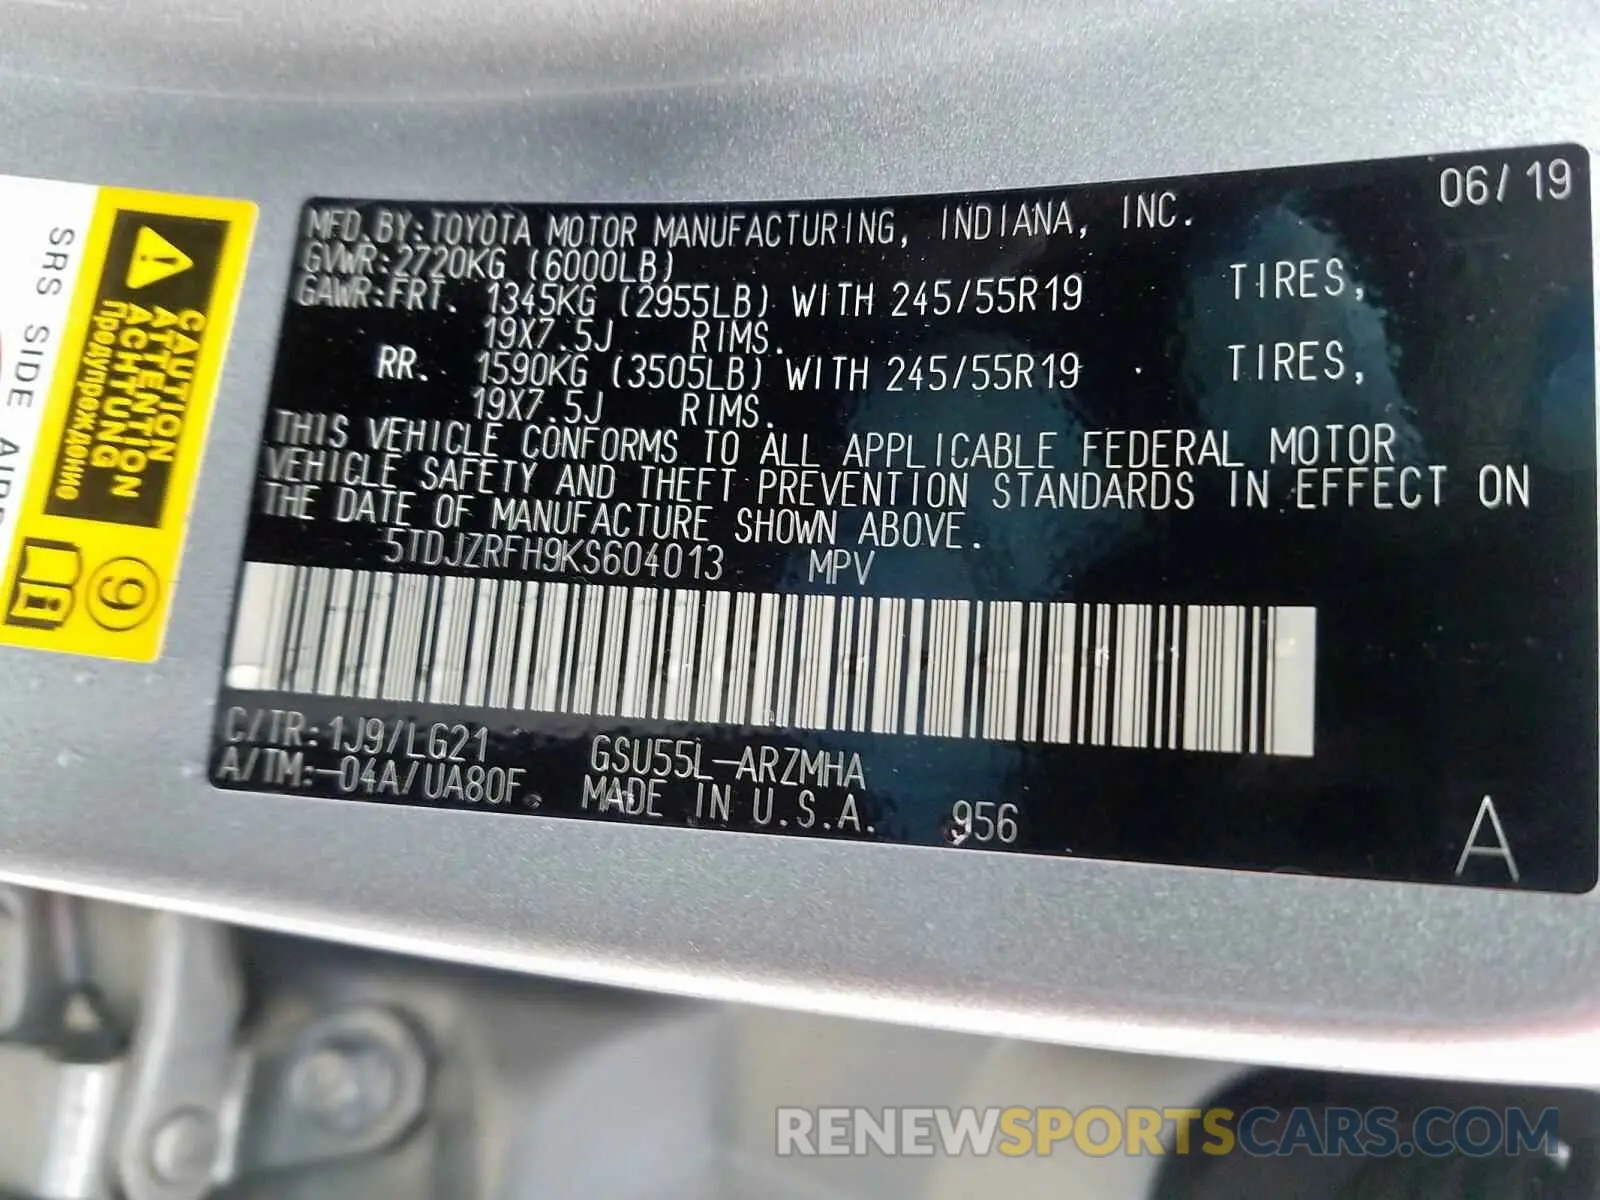 06/19
MFD.BY:TOYOTA MOTOR MANUFACTURING, INDIANA, INC.
GVWR:2720KG (6000LB)
GAWR:FRT. 1345KG (2955LB) WITH 245/55R19 TIRES,
19X7.5J RIMS.
RR. 1590KG (3505LB) WITH 245/55R19 TIRES,
19X7.5J RIMS.
THIS VEHICLE CONFORMS TO ALL APPLICABLE FEDERAL MOTOR
VEHICLE SAFETY AND THEFT PREVENTION STANDARDS IN EFFECT ON
THE DATE OF MANUFACTURE SHOWN ABOVE.
5TDJZRFH9KS604013 MPV
C/TR:1J9/LG21 GSU55L-ARZMHA
A/TM:-04A/UA80F MADE IN U.S.A. 956
A
CAUTION
ATTENTION
ACHTUNG
Предупреждение
9
SRS SIDE
RENEWSPORTSCARS.COM